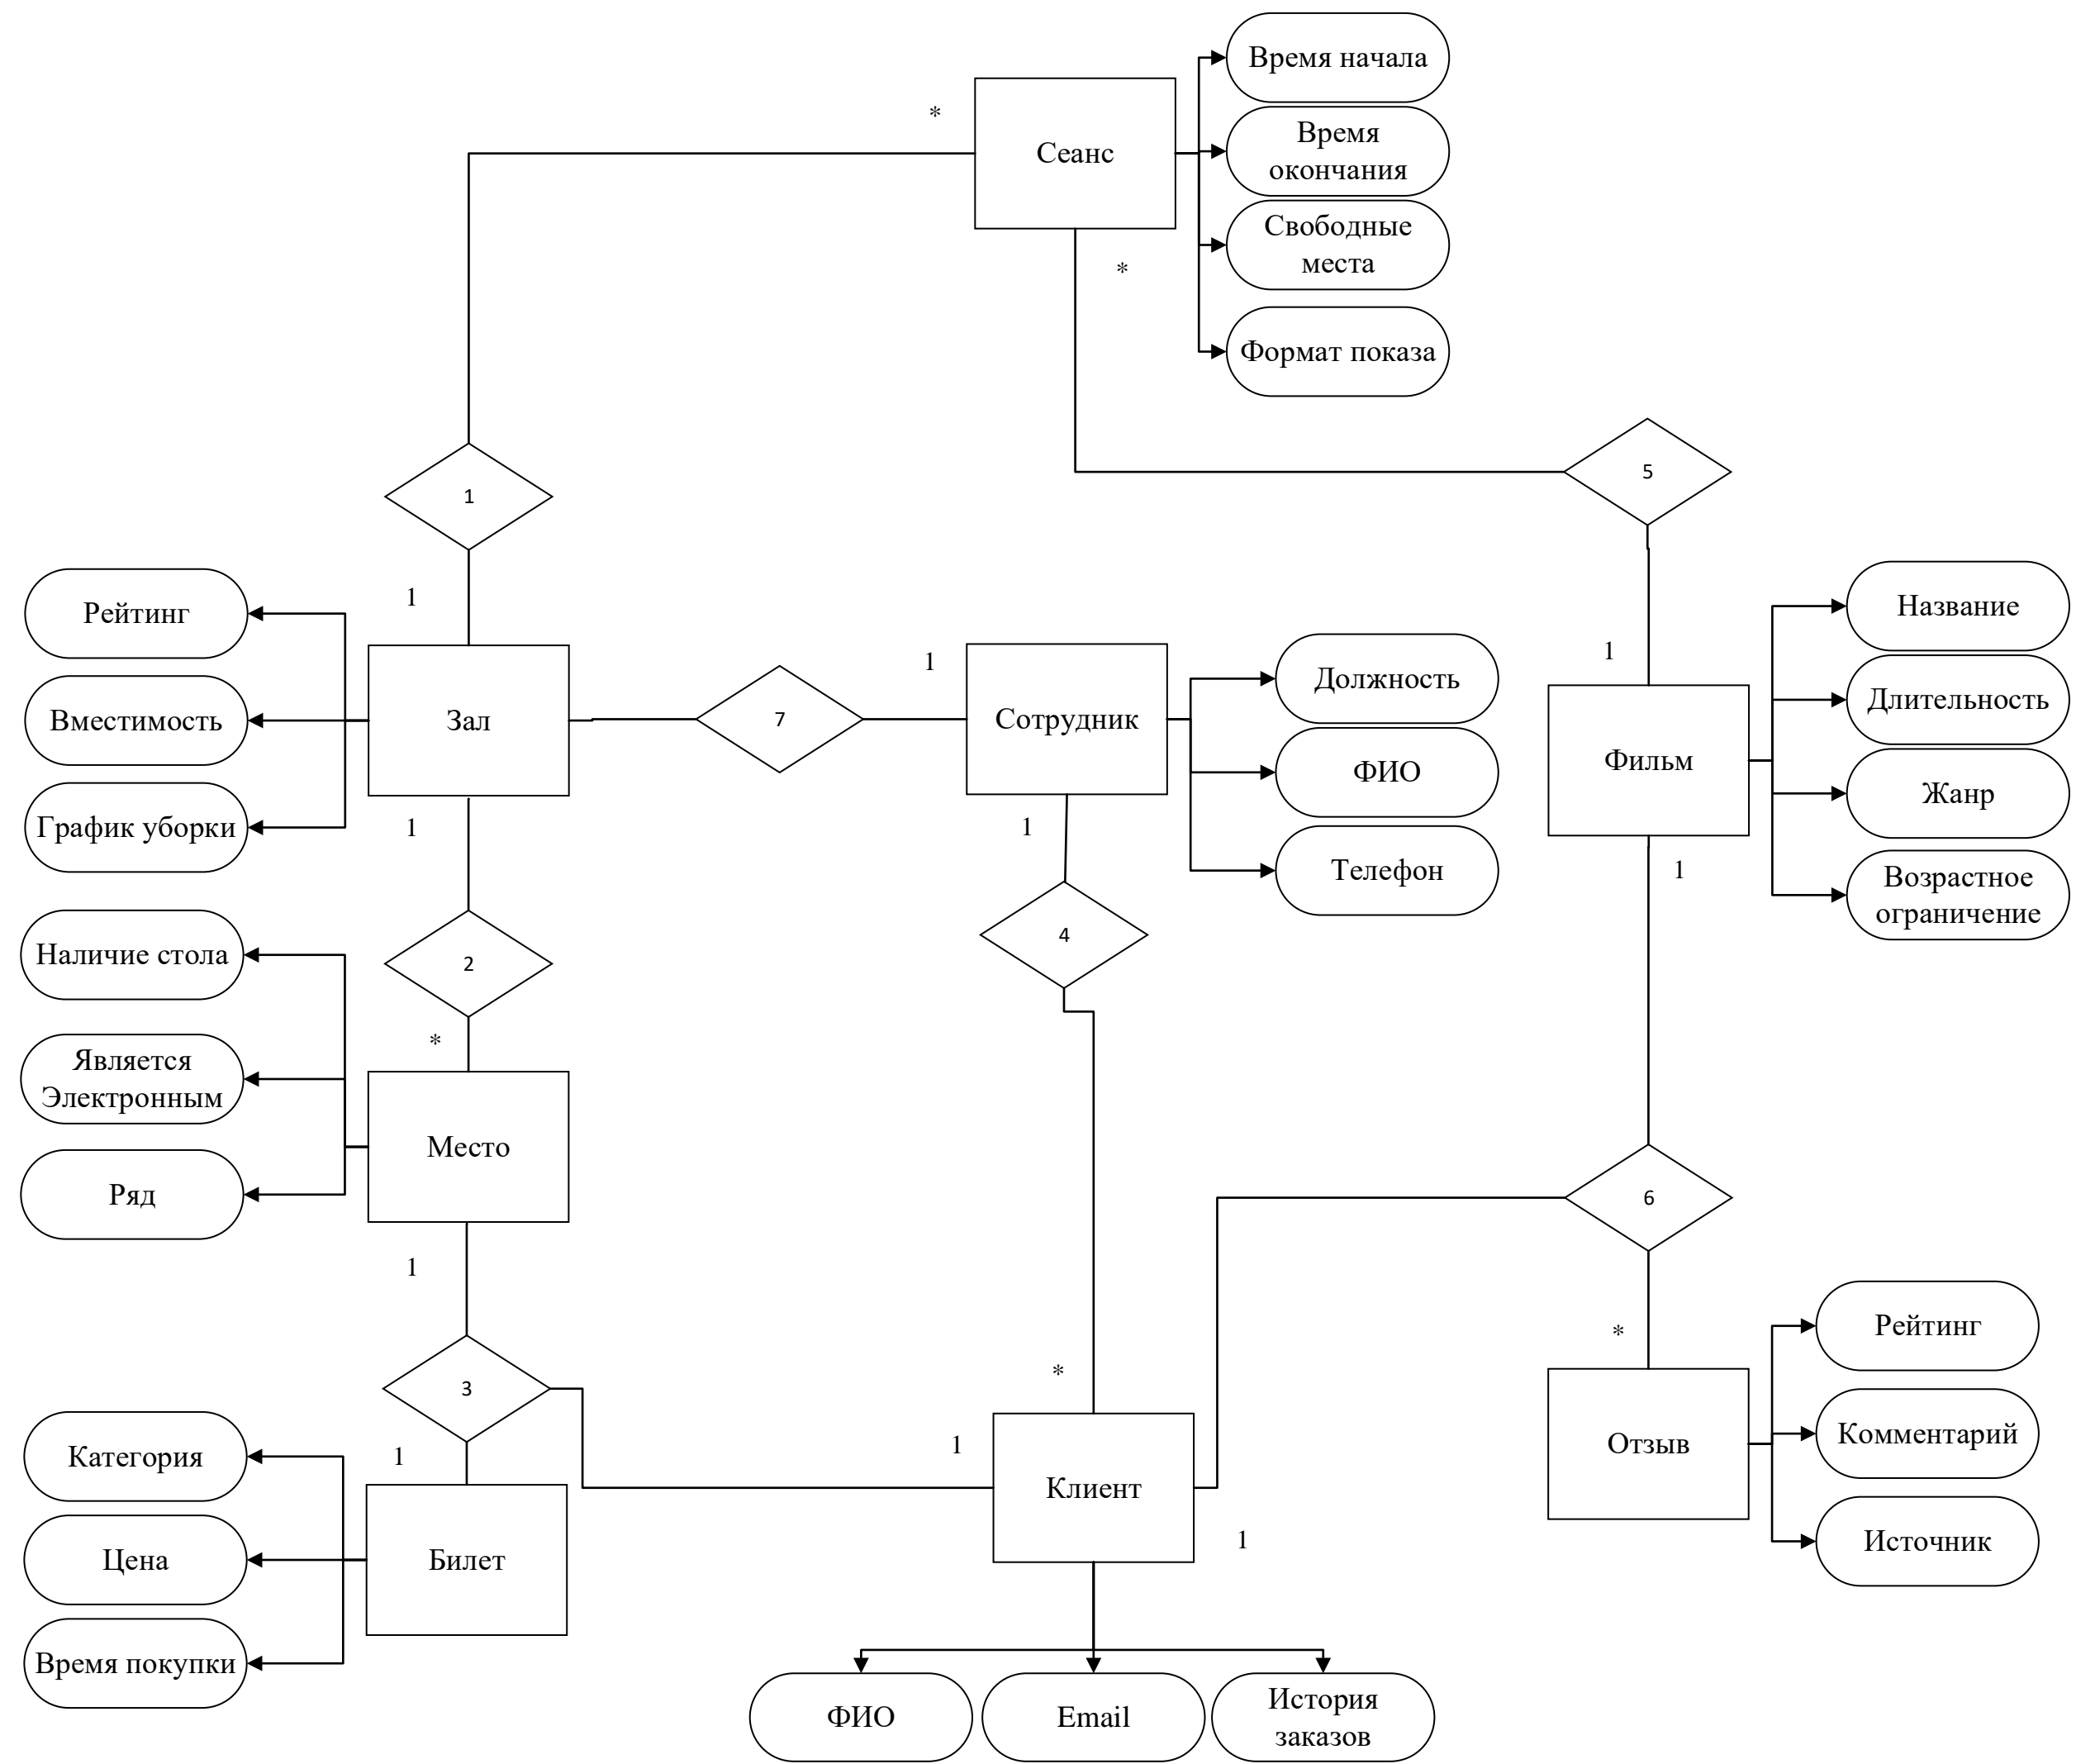 Время начала
*
Сеанс
Время
окончания
Свободные
места
*
Формат показа
5
1
1
Рейтинг
Название
1
1
Должность
Длительность
Вместимость
Зал
7
Сотрудник
Фильм
ФИО
Жанр
График уборки
1
1
1
Телефон
Возрастное
ограничение
4
Наличие стола
2
*
Является
Электронным
Место
Ряд
6
1
Рейтинг
*
*
3
Комментарий
Отзыв
1
1
Категория
Клиент
1
Источник
Цена
Билет
Время покупки
ФИО
Email
История
заказов